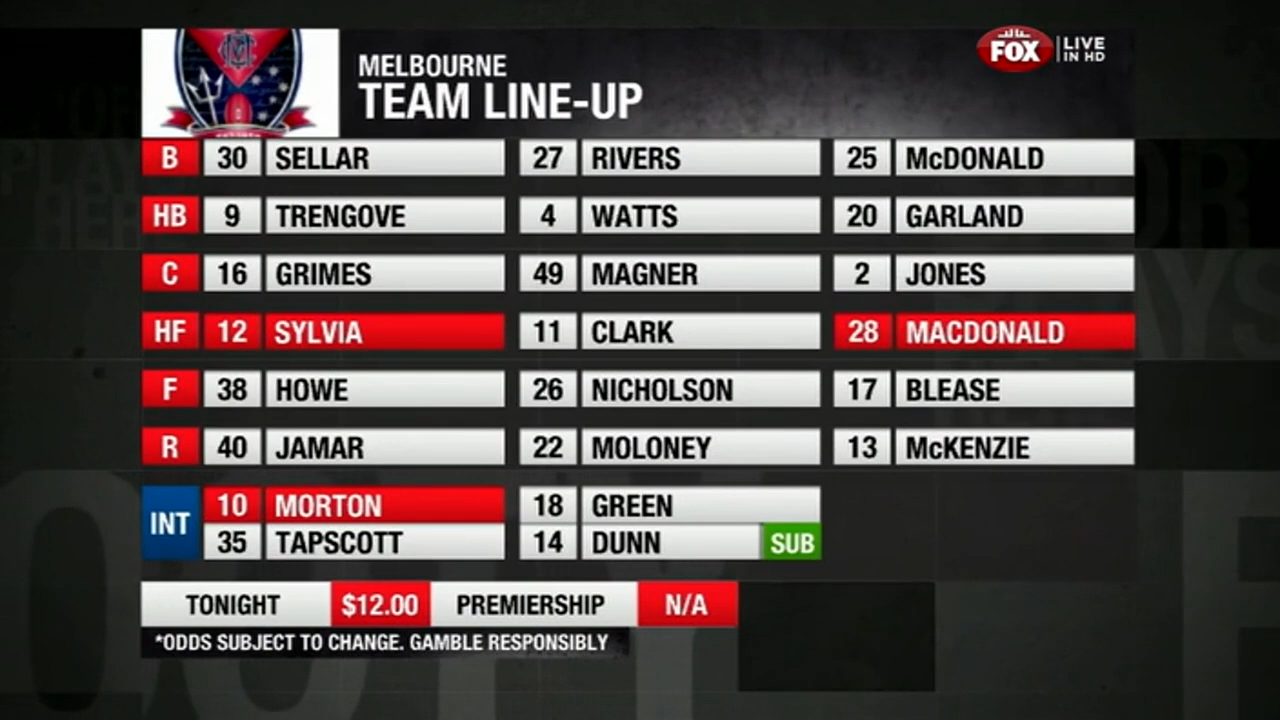 MELBOURNE
TEAM LINE-UP
FOX LIVE IN HD
B 30 SELLAR 27 RIVERS 25 McDONALD
HB 9 TRENGOVE 4 WATTS 20 GARLAND
C 16 GRIMES 49 MAGNER 2 JONES
HF 12 SYLVIA 11 CLARK 28 MACDONALD
F 38 HOWE 26 NICHOLSON 17 BLEASE
R 40 JAMAR 22 MOLONEY 13 McKENZIE
INT 10 MORTON 18 GREEN
35 TAPSCOTT 14 DUNN SUB
TONIGHT $12.00 PREMIERSHIP N/A
*ODDS SUBJECT TO CHANGE. GAMBLE RESPONSIBLY